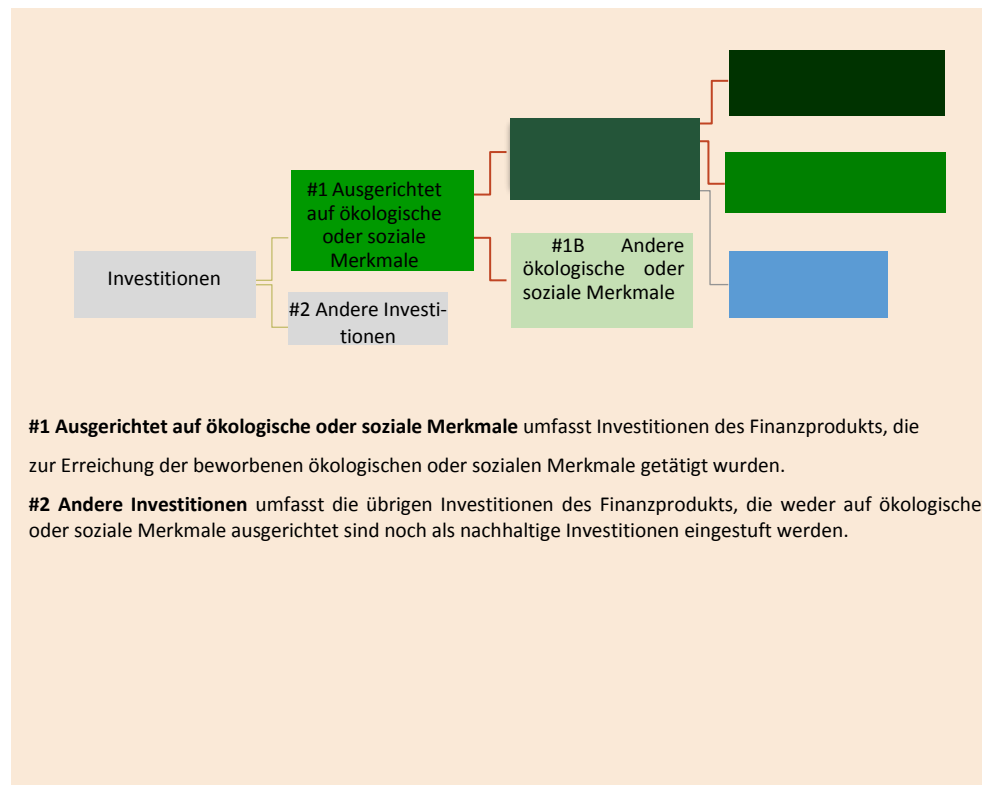 #1 Ausgerichtet
auf ökologische
oder soziale
Merkmale
#1B Andere
ökologische oder
soziale Merkmale
Investitionen
#2 Andere Investi-
tionen
#1 Ausgerichtet auf ökologische oder soziale Merkmale umfasst Investitionen des Finanzprodukts, die
zur Erreichung der beworbenen ökologischen oder sozialen Merkmale getätigt wurden.
#2 Andere Investitionen umfasst die übrigen Investitionen des Finanzprodukts, die weder auf ökologische
oder soziale Merkmale ausgerichtet sind noch als nachhaltige Investitionen eingestuft werden.